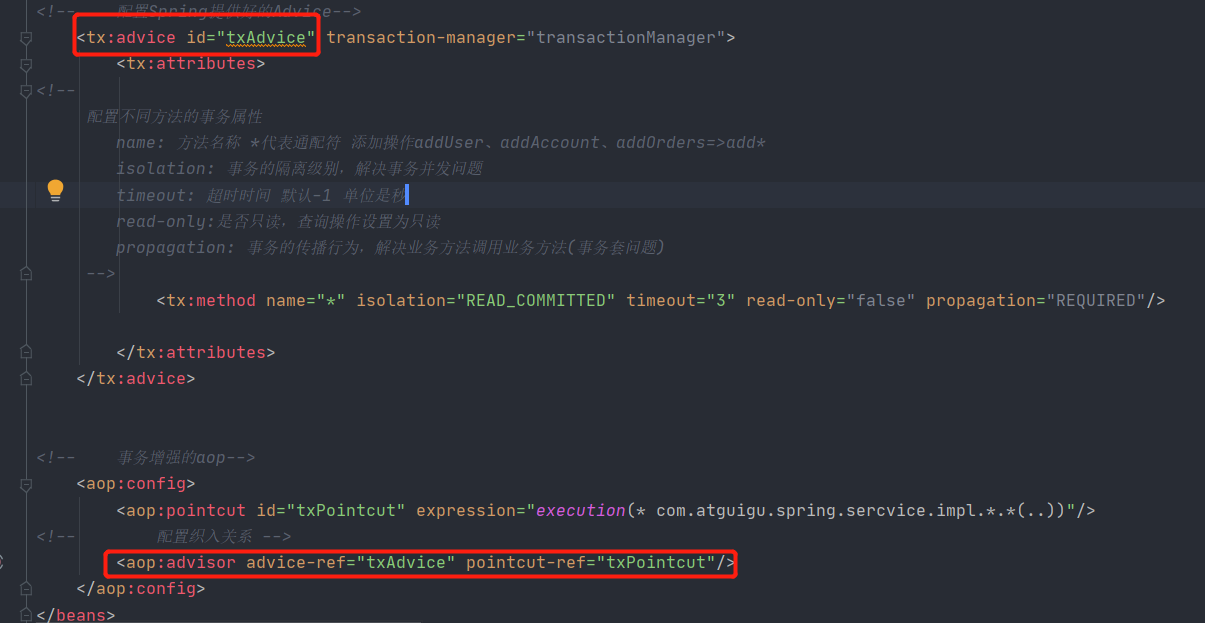 <!--    配置Spring提供好的Advice-->
<tx:advice id="txAdvice" transaction-manager="transactionManager">
<tx:attributes>
<!--
配置不同方法的事务属性
name: 方法名称 *代表通配符 添加操作addUser、addAccount、addOrders=>add*
isolation: 事务的隔离级别，解决事务并发问题
timeout: 超时时间 默认-1 单位是秒
read-only:是否只读，查询操作设置为只读
propagation: 事务的传播行为，解决业务方法调用业务方法(事务套问题)
-->
<tx:method name="*" isolation="READ_COMMITTED" timeout="3" read-only="false" propagation="REQUIRED"/>
</tx:attributes>
</tx:advice>
<!--    事务增强的aop-->
<aop:config>
<aop:pointcut id="txPointcut" expression="execution(* com.atguigu.spring.sercvice.impl.*.*(..))"/>
<!--        配置织入关系 -->
<aop:advisor advice-ref="txAdvice" pointcut-ref="txPointcut"/>
</aop:config>
</beans>